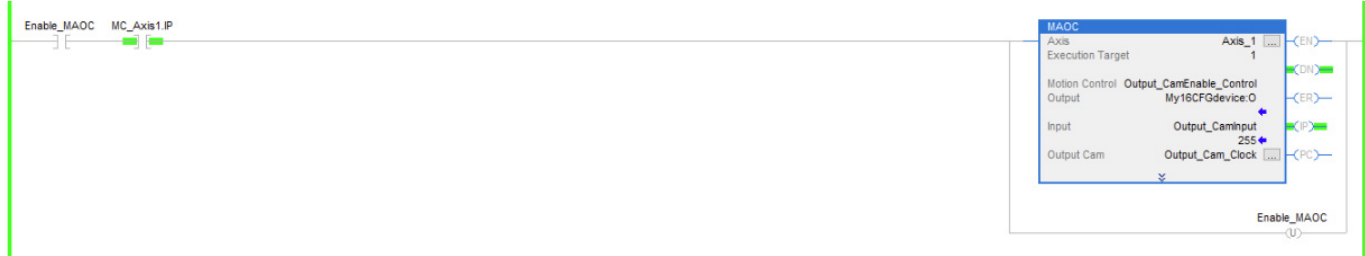 Enable_MAOC MC_Axis1.IP
MAOC
Axis Axis_1 ... (EN)
Execution Target 1
(DN)
Motion Control Output_CamEnable_Control
Output My16CFGdevice:O (ER)
Input Output_CamInput (IP)
255
Output Cam Output_Cam_Clock ... (PC)
Enable_MAOC
(U)